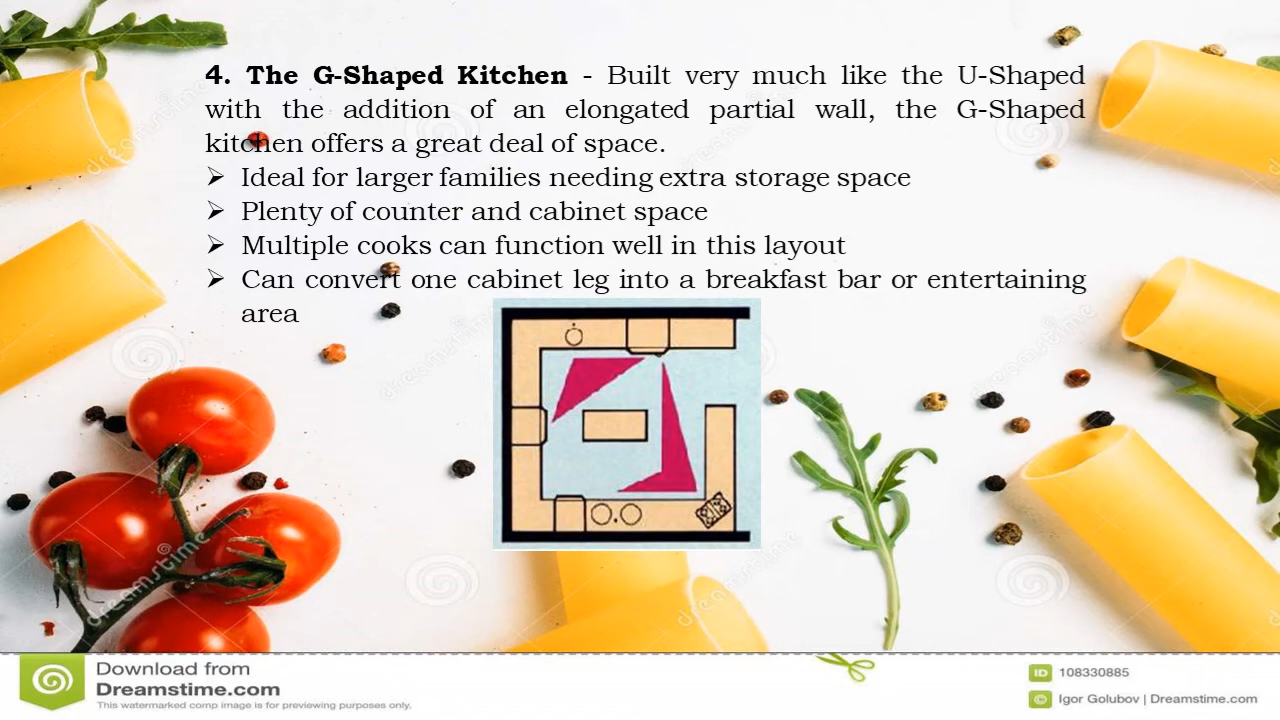 4. The G-Shaped Kitchen - Built very much like the U-Shaped
with the addition of an elongated partial wall, the G-Shaped
kitchen offers a great deal of space.
➢ Ideal for larger families needing extra storage space
➢ Plenty of counter and cabinet space
➢ Multiple cooks can function well in this layout
➢ Can convert one cabinet leg into a breakfast bar or entertaining
area
dreamstime
Download from
Dreamstime.com
This watermarked comp image is for previewing purposes only.
ID 108330885
© Igor Golubov | Dreamstime.com